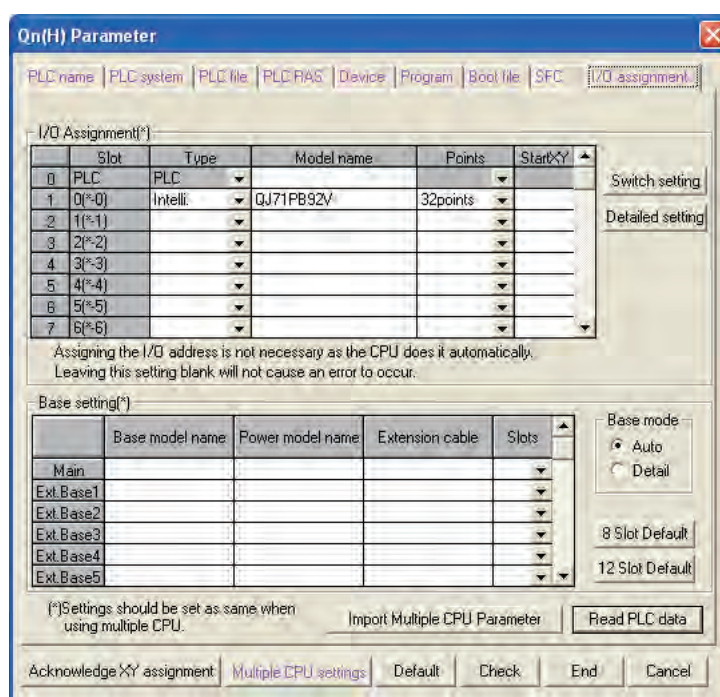 Qn(H) Parameter
PLC name PLC system PLC file PLC RAS Device Program Boot file SFC I/O assignment
I/O Assignment(*)
Slot Type Model name Points StartXY
0 PLC PLC
1 0(*-0) Intelli. QJ71PB92V 32points
2 1(*-1)
3 2(*-2)
4 3(*-3)
5 4(*-4)
6 5(*-5)
7 6(*-6)
Switch setting
Detailed setting
Assigning the I/O address is not necessary as the CPU does it automatically.
Leaving this setting blank will not cause an error to occur.
Base setting(*)
Base model name Power model name Extension cable Slots
Main
Ext.Base1
Ext.Base2
Ext.Base3
Ext.Base4
Ext.Base5
Base mode
Auto
Detail
8 Slot Default
12 Slot Default
(*)Settings should be set as same when
using multiple CPU.
Import Multiple CPU Parameter
Read PLC data
Acknowledge XY assignment Multiple CPU settings Default Check End Cancel